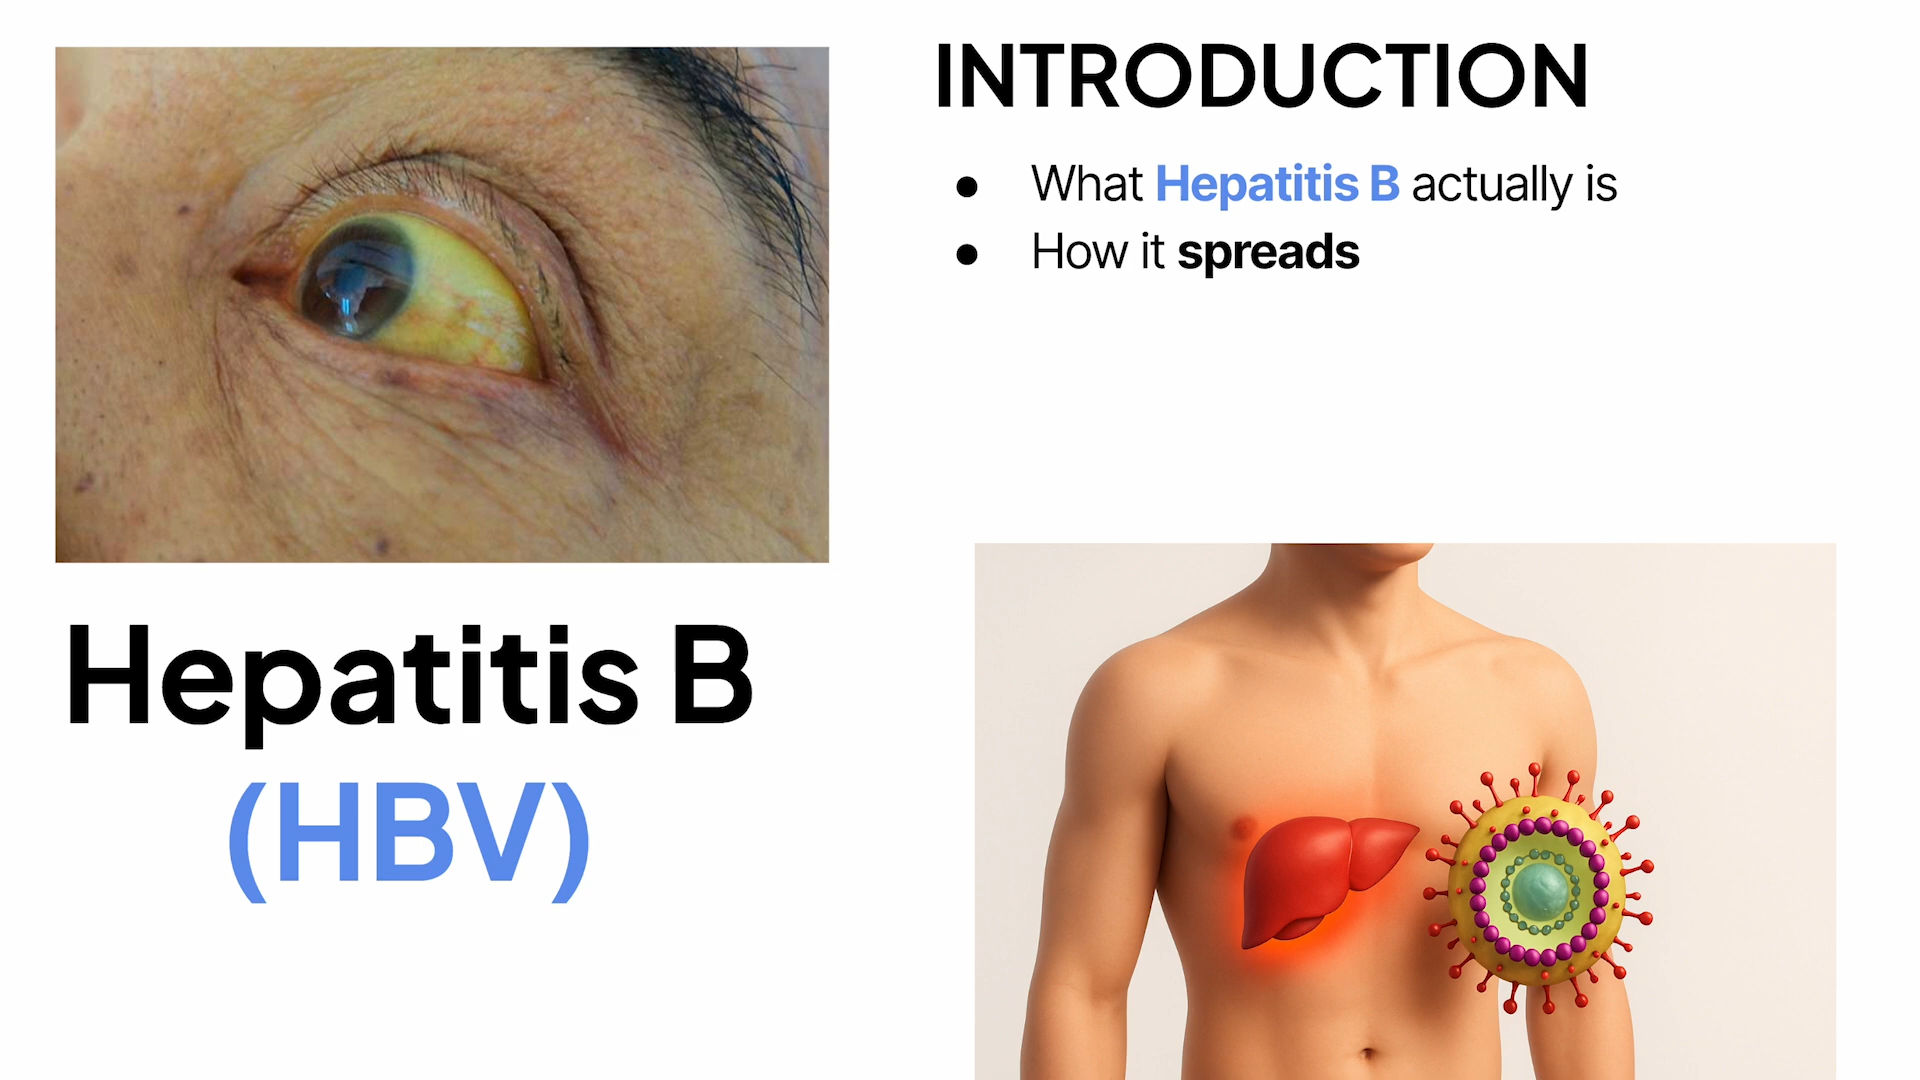 INTRODUCTION
● What Hepatitis B actually is
● How it spreads
Hepatitis B
(HBV)